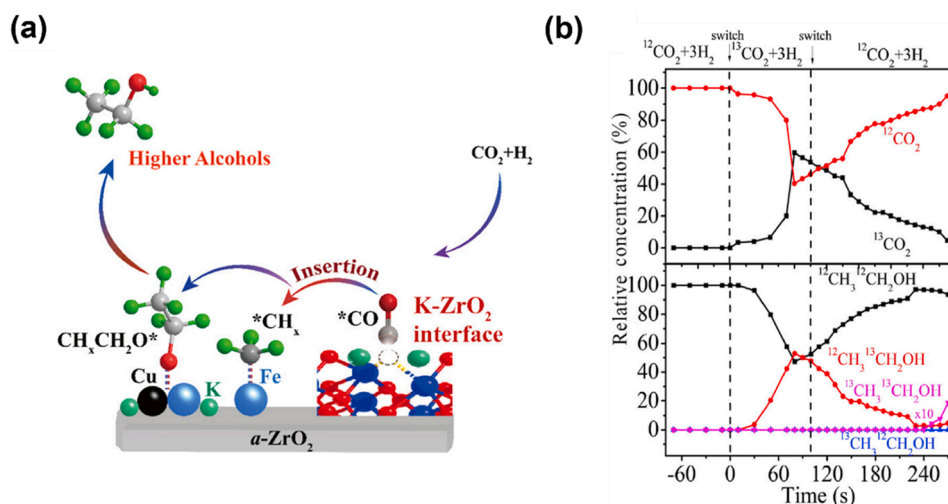 (a)
Higher Alcohols
CO₂+H₂
Insertion
K-ZrO₂
interface
*CO
*CHₓ
CHₓCH₂O*
Cu
K
Fe
a-ZrO₂
(b)
switch
switch
¹²CO₂+3H₂
¹³CO₂+3H₂
¹²CO₂+3H₂
Relative concentration (%)
100
80
60
40
20
0
¹²CO₂
¹³CO₂
100
80
60
40
20
0
¹²CH₃¹²CH₂OH
¹²CH₃¹³CH₂OH
¹³CH₃¹³CH₂OH
x10
¹³CH₃¹²CH₂OH
-60
0
60
120
180
240
Time (s)